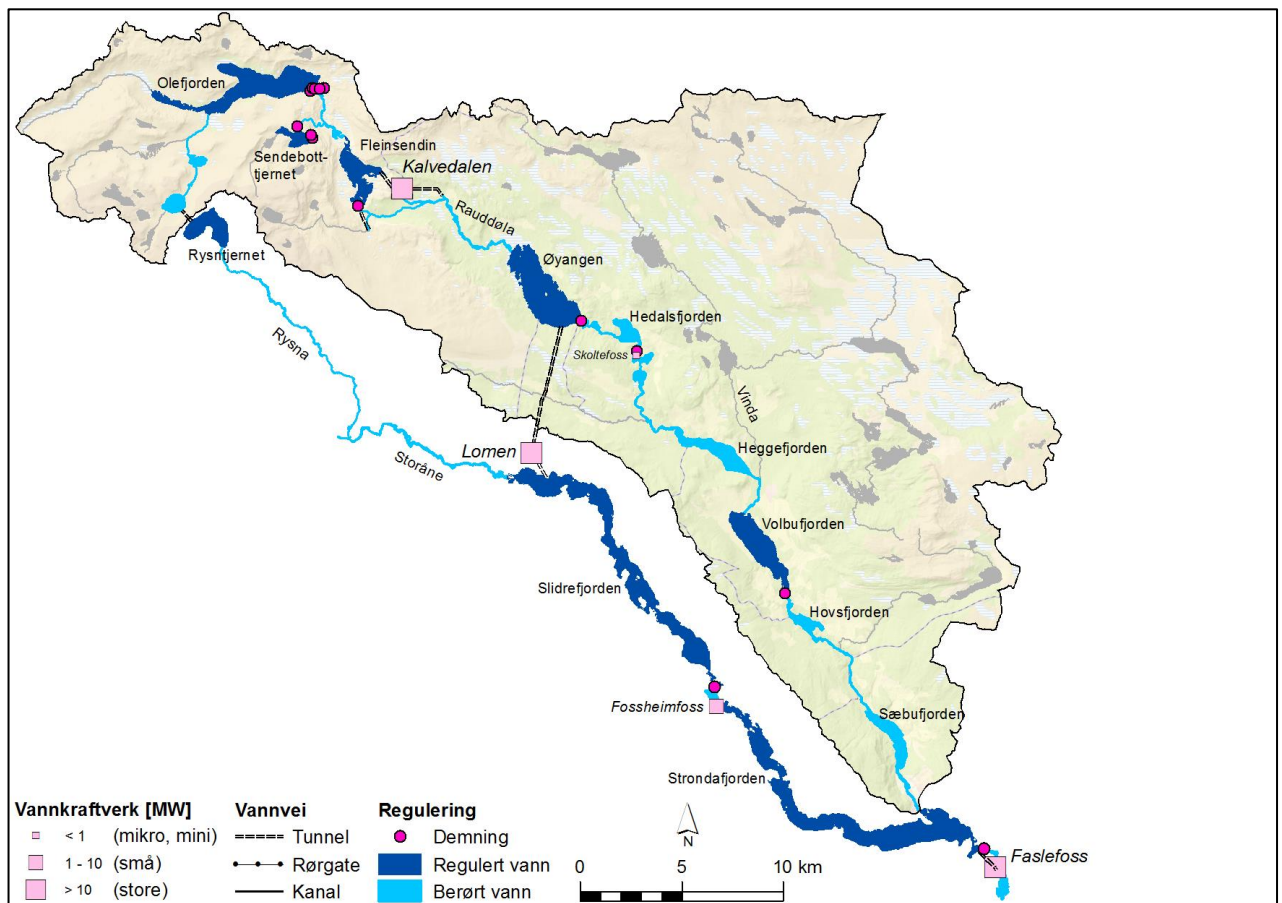 Olefjorden
Sendebott-
tjernet
Fleinsendin
Kalvedalen
Rauddøla
Rysntjernet
Øyangen
Hedalsfjorden
Skoltefoss
Rysna
Vinda
Heggefjorden
Lomen
Storåne
Volbufjorden
Slidrefjorden
Hovsfjorden
Fossheimfoss
Sæbufjorden
Strondafjorden
Faslefoss
Vannkraftverk [MW]
< 1 (mikro, mini)
1 - 10 (små)
> 10 (store)
Vannvei
Tunnel
Rørgate
Kanal
Regulering
Demning
Regulert vann
Berørt vann
N
0 5 10 km